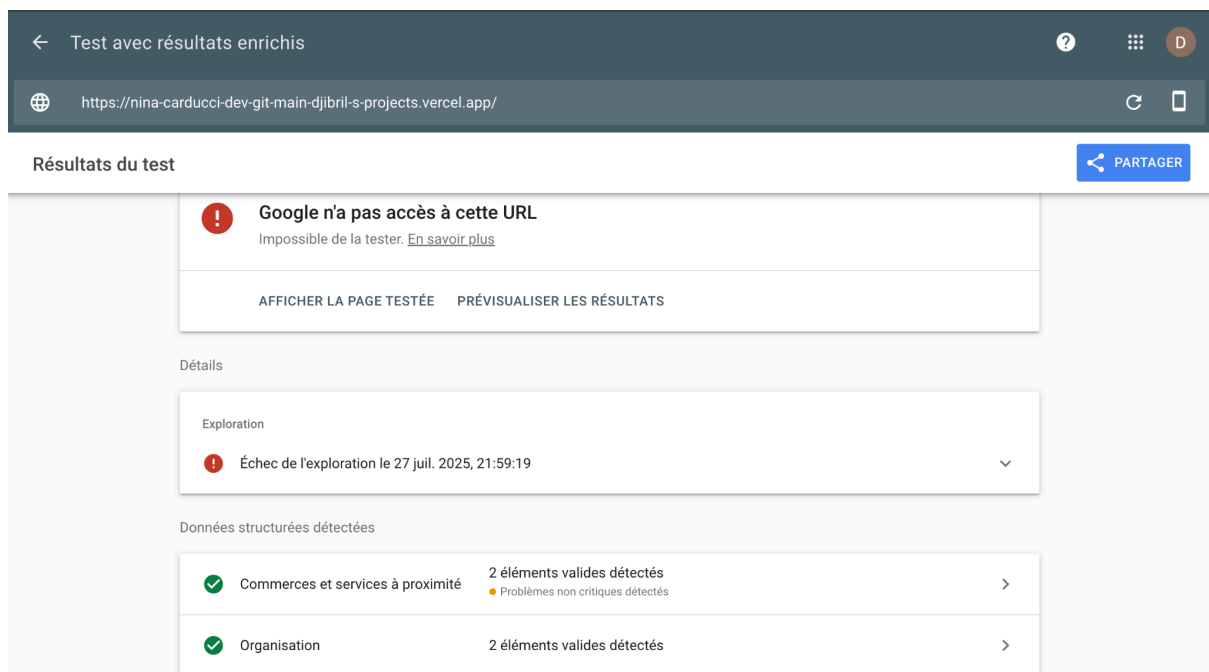 Test avec résultats enrichis
D
https://nina-carducci-dev-git-main-djibril-s-projects.vercel.app/
Résultats du test
PARTAGER
Google n'a pas accès à cette URL
Impossible de la tester. En savoir plus
AFFICHER LA PAGE TESTÉE PRÉVISUALISER LES RÉSULTATS
Détails
Exploration
Échec de l'exploration le 27 juil. 2025, 21:59:19
Données structurées détectées
Commerces et services à proximité
2 éléments valides détectés
Problèmes non critiques détectés
Organisation
2 éléments valides détectés